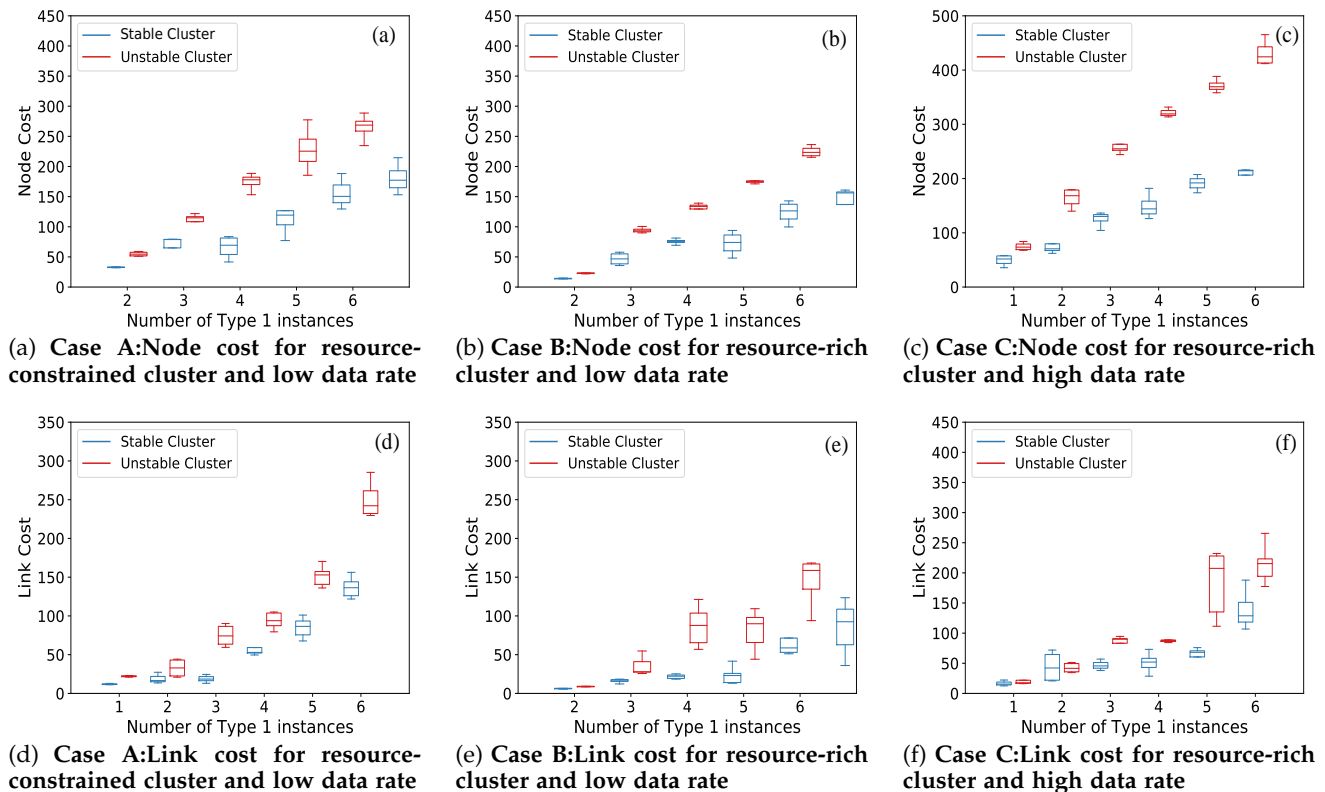 450
400
350
300
250
200
150
100
50
0
Node Cost
Stable Cluster
Unstable Cluster
(a)
2 3 4 5 6
Number of Type 1 instances
(a) Case A:Node cost for resource-
constrained cluster and low data rate
450
400
350
300
250
200
150
100
50
0
Node Cost
Stable Cluster
Unstable Cluster
(b)
2 3 4 5 6
Number of Type 1 instances
(b) Case B:Node cost for resource-rich
cluster and low data rate
500
400
300
200
100
0
Node Cost
Stable Cluster
Unstable Cluster
(c)
1 2 3 4 5 6
Number of Type 1 instances
(c) Case C:Node cost for resource-rich
cluster and high data rate
350
300
250
200
150
100
50
0
Link Cost
Stable Cluster
Unstable Cluster
(d)
1 2 3 4 5 6
Number of Type 1 instances
(d) Case A:Link cost for resource-
constrained cluster and low data rate
350
300
250
200
150
100
50
0
Link Cost
Stable Cluster
Unstable Cluster
(e)
2 3 4 5 6
Number of Type 1 instances
(e) Case B:Link cost for resource-rich
cluster and low data rate
450
400
350
300
250
200
150
100
50
0
Link Cost
Stable Cluster
Unstable Cluster
(f)
1 2 3 4 5 6
Number of Type 1 instances
(f) Case C:Link cost for resource-rich
cluster and high data rate